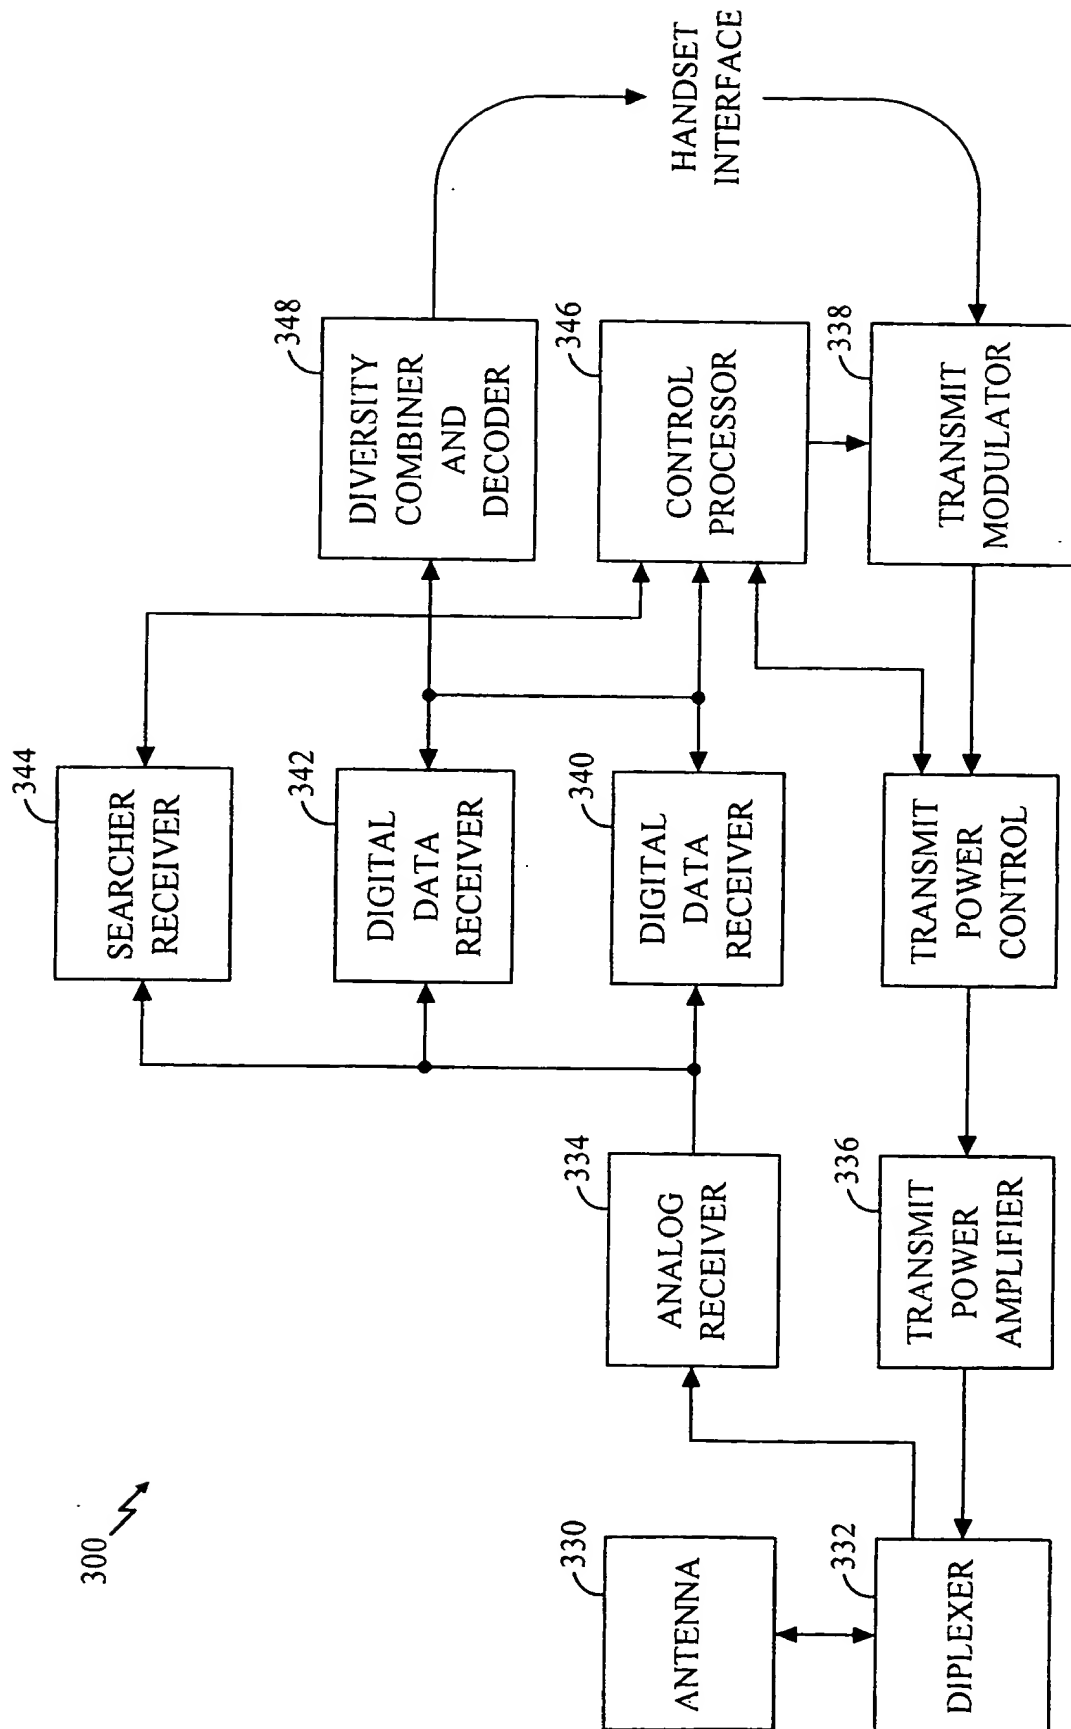 300
344
SEARCHER
RECEIVER
342
DIGITAL
DATA
RECEIVER
348
DIVERSITY
COMBINER
AND
DECODER
330
ANTENNA
334
ANALOG
RECEIVER
340
DIGITAL
DATA
RECEIVER
346
CONTROL
PROCESSOR
HANDSET
INTERFACE
332
DIPLEXER
336
TRANSMIT
POWER
AMPLIFIER
TRANSMIT
POWER
CONTROL
338
TRANSMIT
MODULATOR